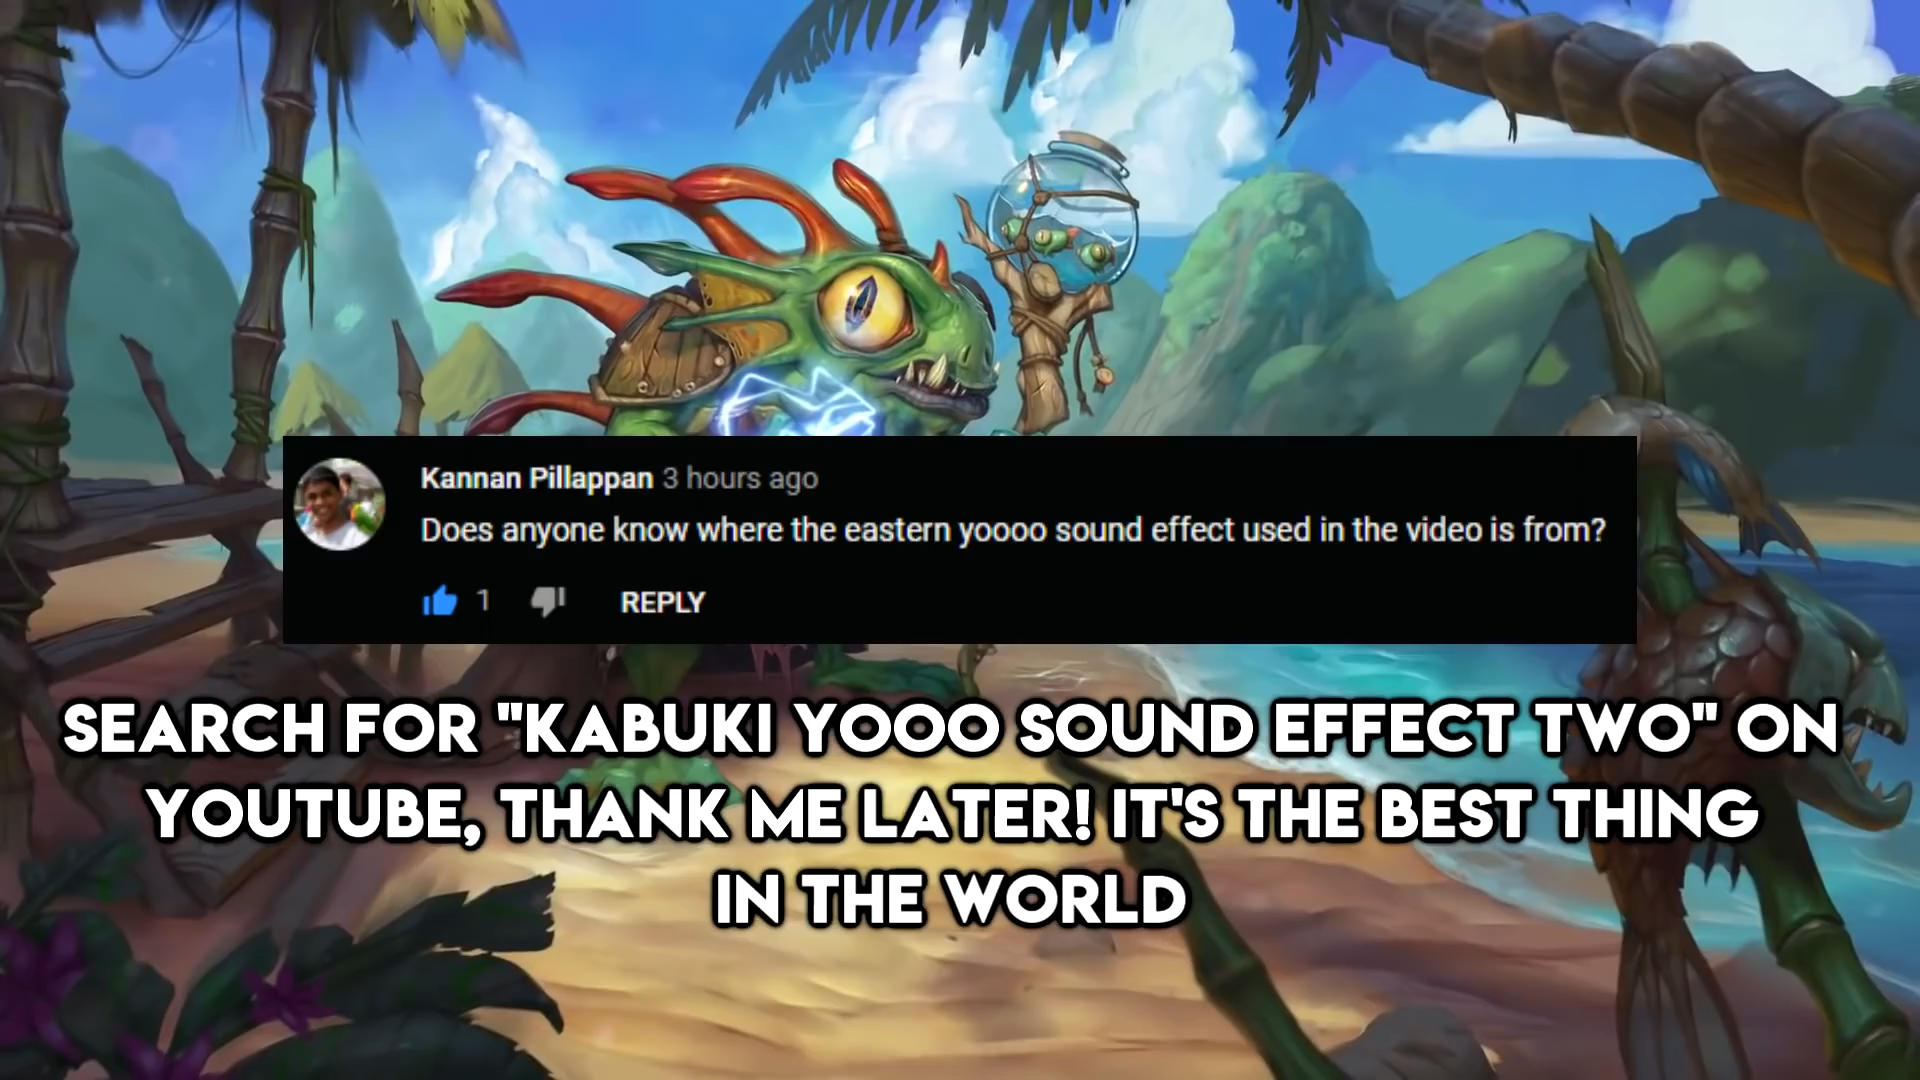 Kannan Pillappan 3 hours ago
Does anyone know where the eastern yoooo sound effect used in the video is from?
1 REPLY
SEARCH FOR "KABUKI YOOO SOUND EFFECT TWO" ON
YOUTUBE, THANK ME LATER! IT'S THE BEST THING
IN THE WORLD